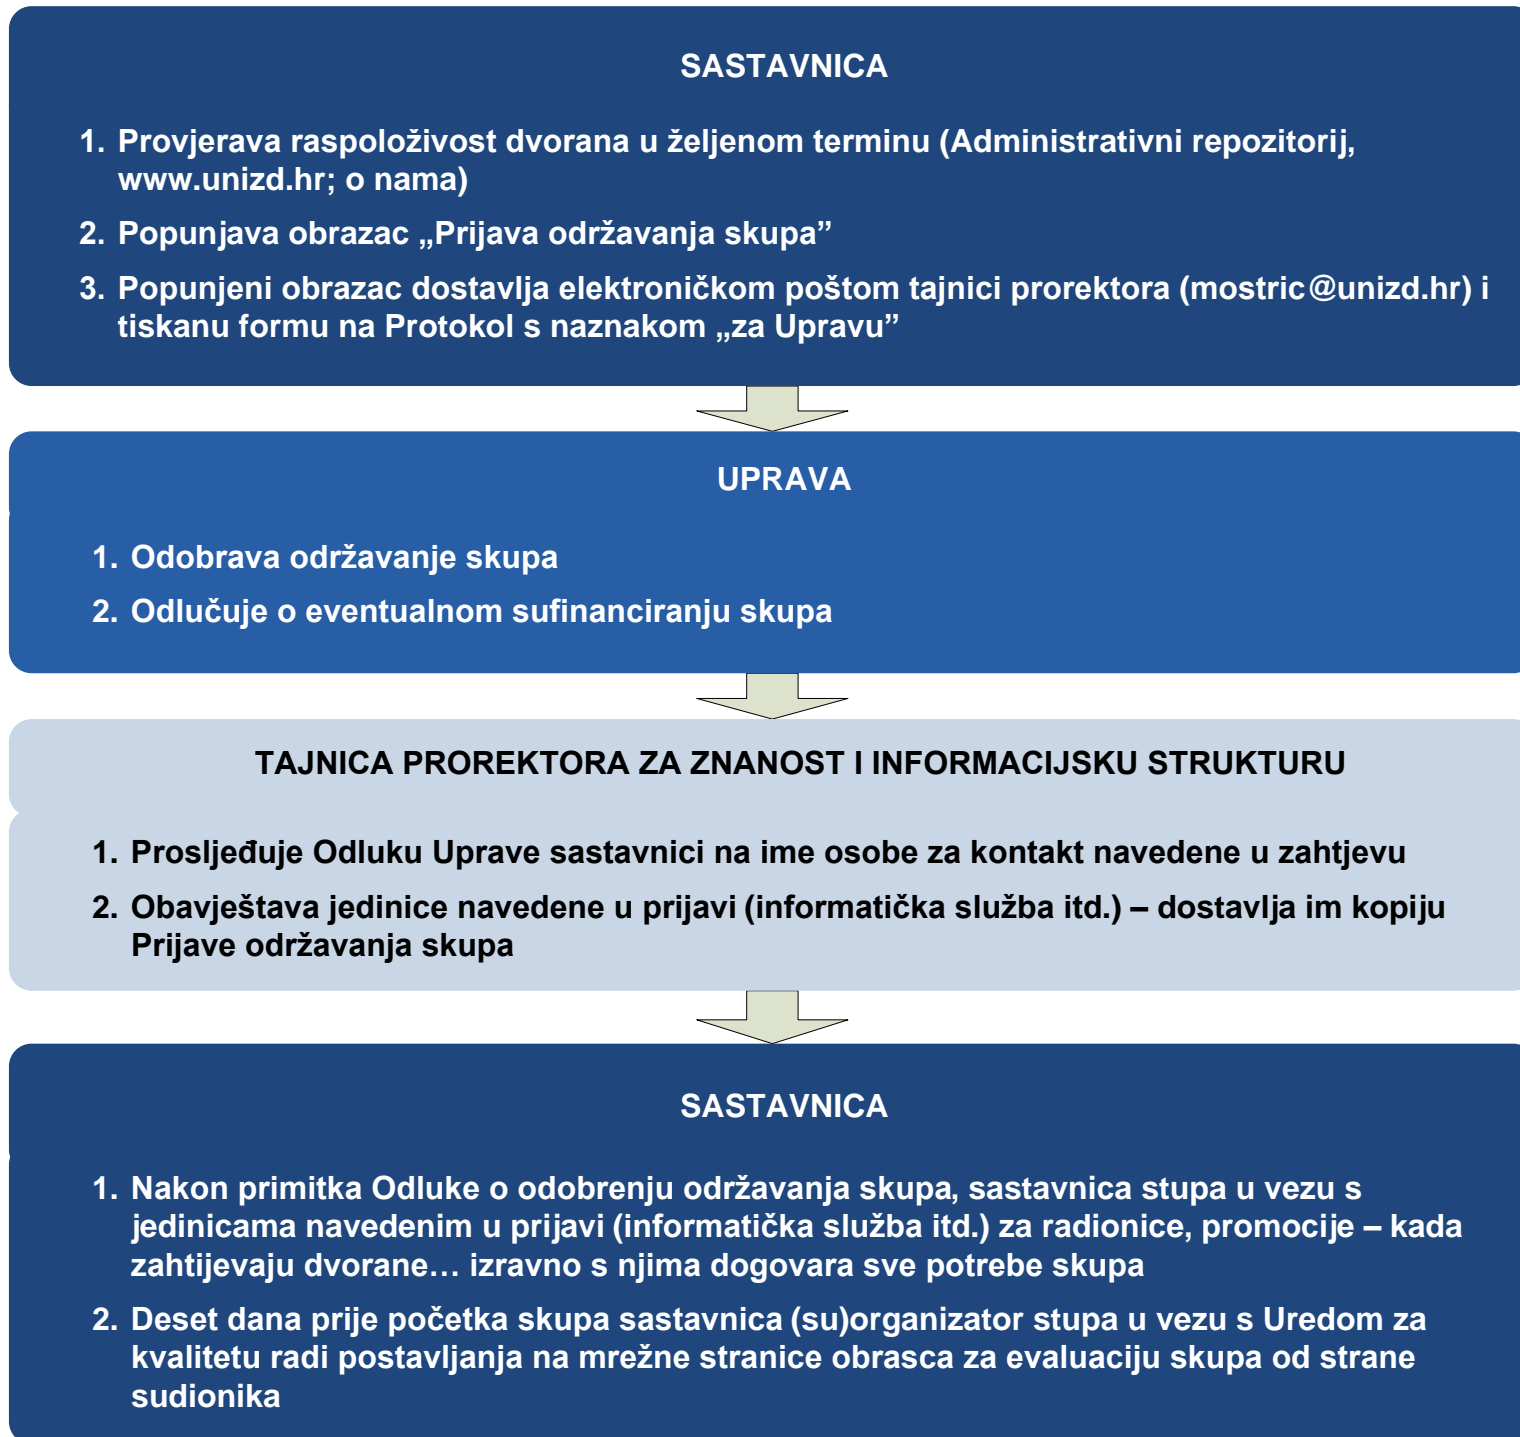 SASTAVNICA
1. Provjerava raspoloživost dvorana u željenom terminu (Administrativni repozitorij,
www.unizd.hr; o nama)
2. Popunjava obrazac „Prijava održavanja skupa”
3. Popunjeni obrazac dostavlja elektroničkom poštom tajnici prorektora (mostric@unizd.hr) i
tiskanu formu na Protokol s naznakom „za Upravu”
UPRAVA
1. Odobrava održavanje skupa
2. Odlučuje o eventualnom sufinanciranju skupa
TAJNICA PROREKTORA ZA ZNANOST I INFORMACIJSKU STRUKTURU
1. Prosljeđuje Odluku Uprave sastavnici na ime osobe za kontakt navedene u zahtjevu
2. Obavještava jedinice navedene u prijavi (informatička služba itd.) – dostavlja im kopiju
Prijave održavanja skupa
SASTAVNICA
1. Nakon primitka Odluke o odobrenju održavanja skupa, sastavnica stupa u vezu s
jedinicama navedenim u prijavi (informatička služba itd.) za radionice, promocije – kada
zahtijevaju dvorane… izravno s njima dogovara sve potrebe skupa
2. Deset dana prije početka skupa sastavnica (su)organizator stupa u vezu s Uredom za
kvalitetu radi postavljanja na mrežne stranice obrasca za evaluaciju skupa od strane
sudionika